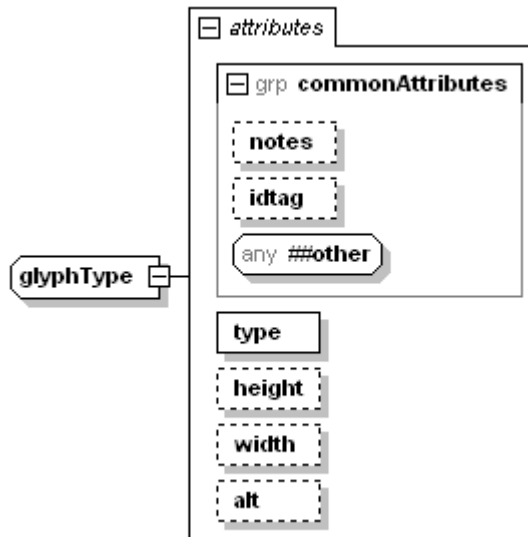 attributes
grp commonAttributes
notes
idtag
any ##other
glyphType
type
height
width
alt